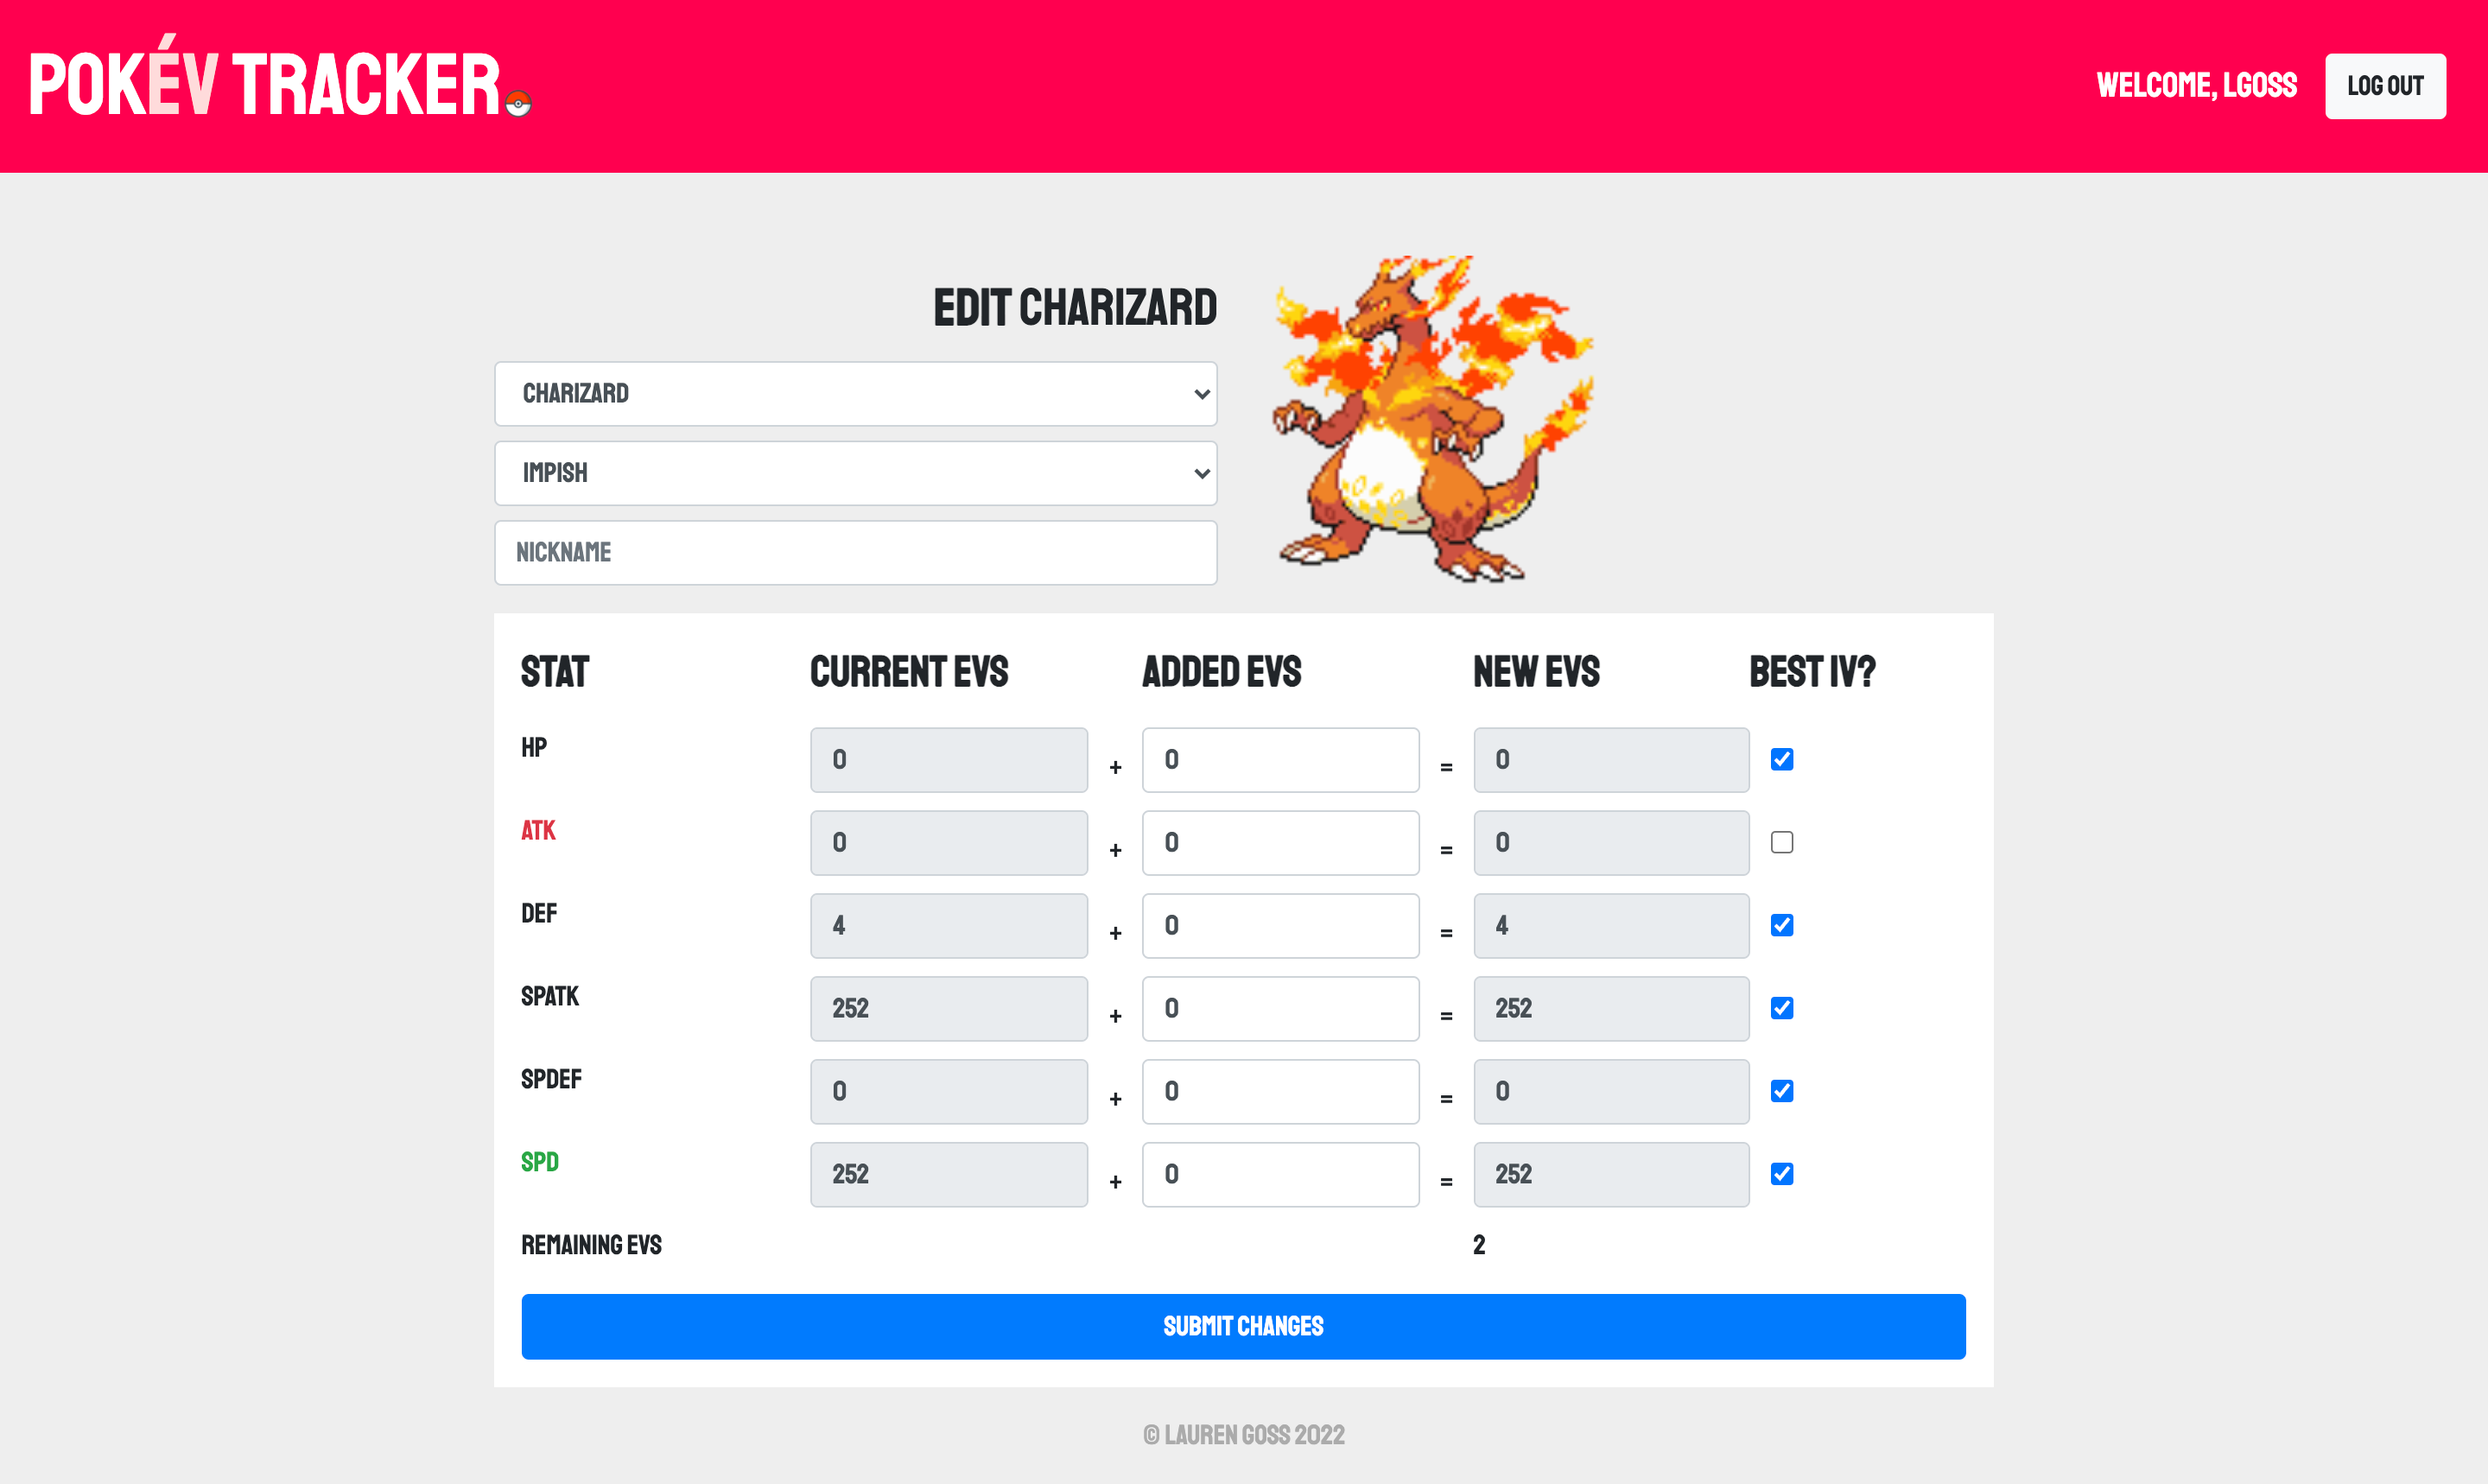 POKÉV TRACKER
WELCOME, LGOSS
LOG OUT
EDIT CHARIZARD
CHARIZARD
IMPISH
NICKNAME
STAT CURRENT EVS ADDED EVS NEW EVS BEST IV?
HP 0 + 0 = 0
ATK 0 + 0 = 0
DEF 4 + 0 = 4
SPATK 252 + 0 = 252
SPDEF 0 + 0 = 0
SPD 252 + 0 = 252
REMAINING EVS 2
SUBMIT CHANGES
© LAUREN GOSS 2022